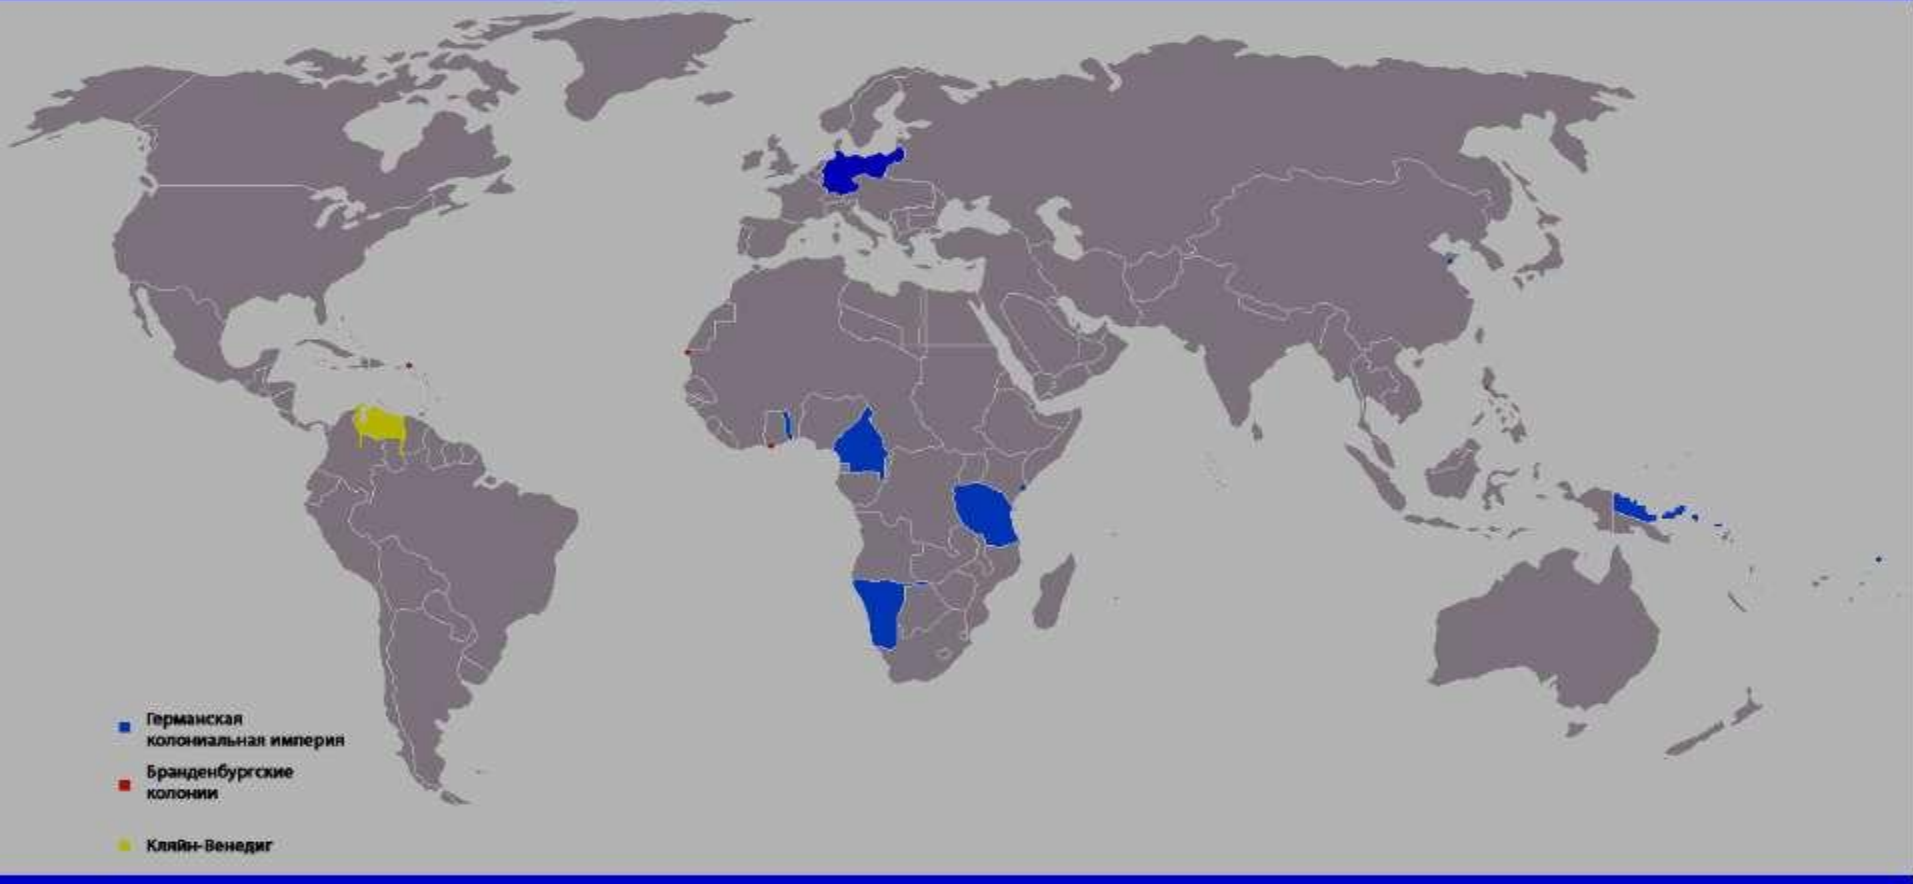 Германская
колониальная империя
Бранденбургские
колонии
Кляйн-Венедиг